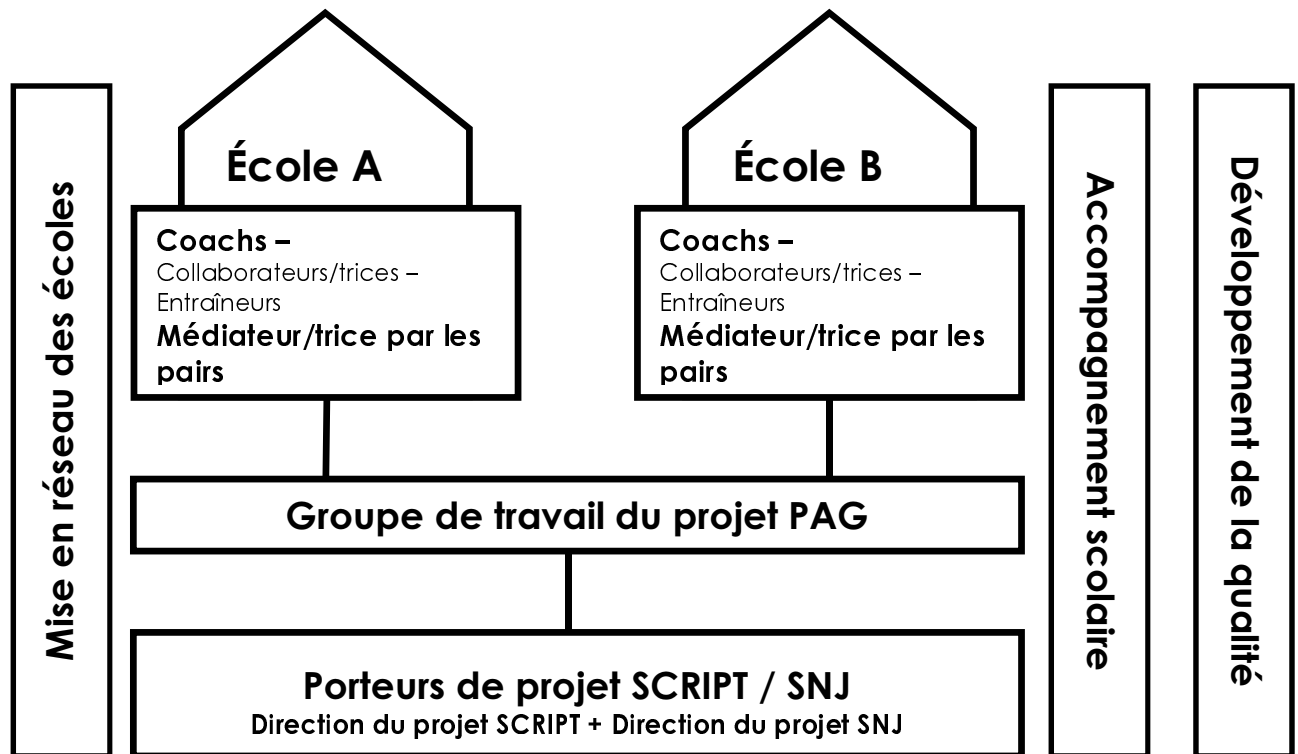 Mise en réseau des écoles
École A
Coachs –
Collaborateurs/trices –
Entraîneurs
Médiateur/trice par les
pairs
École B
Coachs –
Collaborateurs/trices –
Entraîneurs
Médiateur/trice par les
pairs
Groupe de travail du projet PAG
Porteurs de projet SCRIPT / SNJ
Direction du projet SCRIPT + Direction du projet SNJ
Accompagnement scolaire
Développement de la qualité